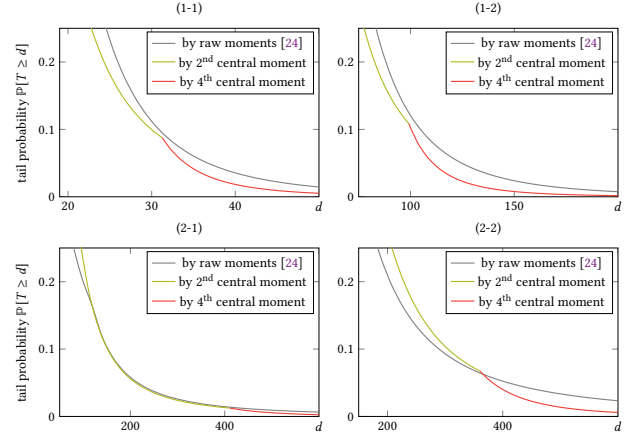 (1-1)
tail probability ℙ[T ≥ d]
0.2
0.1
0
20
30
40
d
by raw moments [24]
by 2nd central moment
by 4th central moment
(1-2)
0.2
0.1
0
100
150
d
by raw moments [24]
by 2nd central moment
by 4th central moment
(2-1)
tail probability ℙ[T ≥ d]
0.2
0.1
0
200
400
d
by raw moments [24]
by 2nd central moment
by 4th central moment
(2-2)
0.2
0.1
0
200
400
d
by raw moments [24]
by 2nd central moment
by 4th central moment